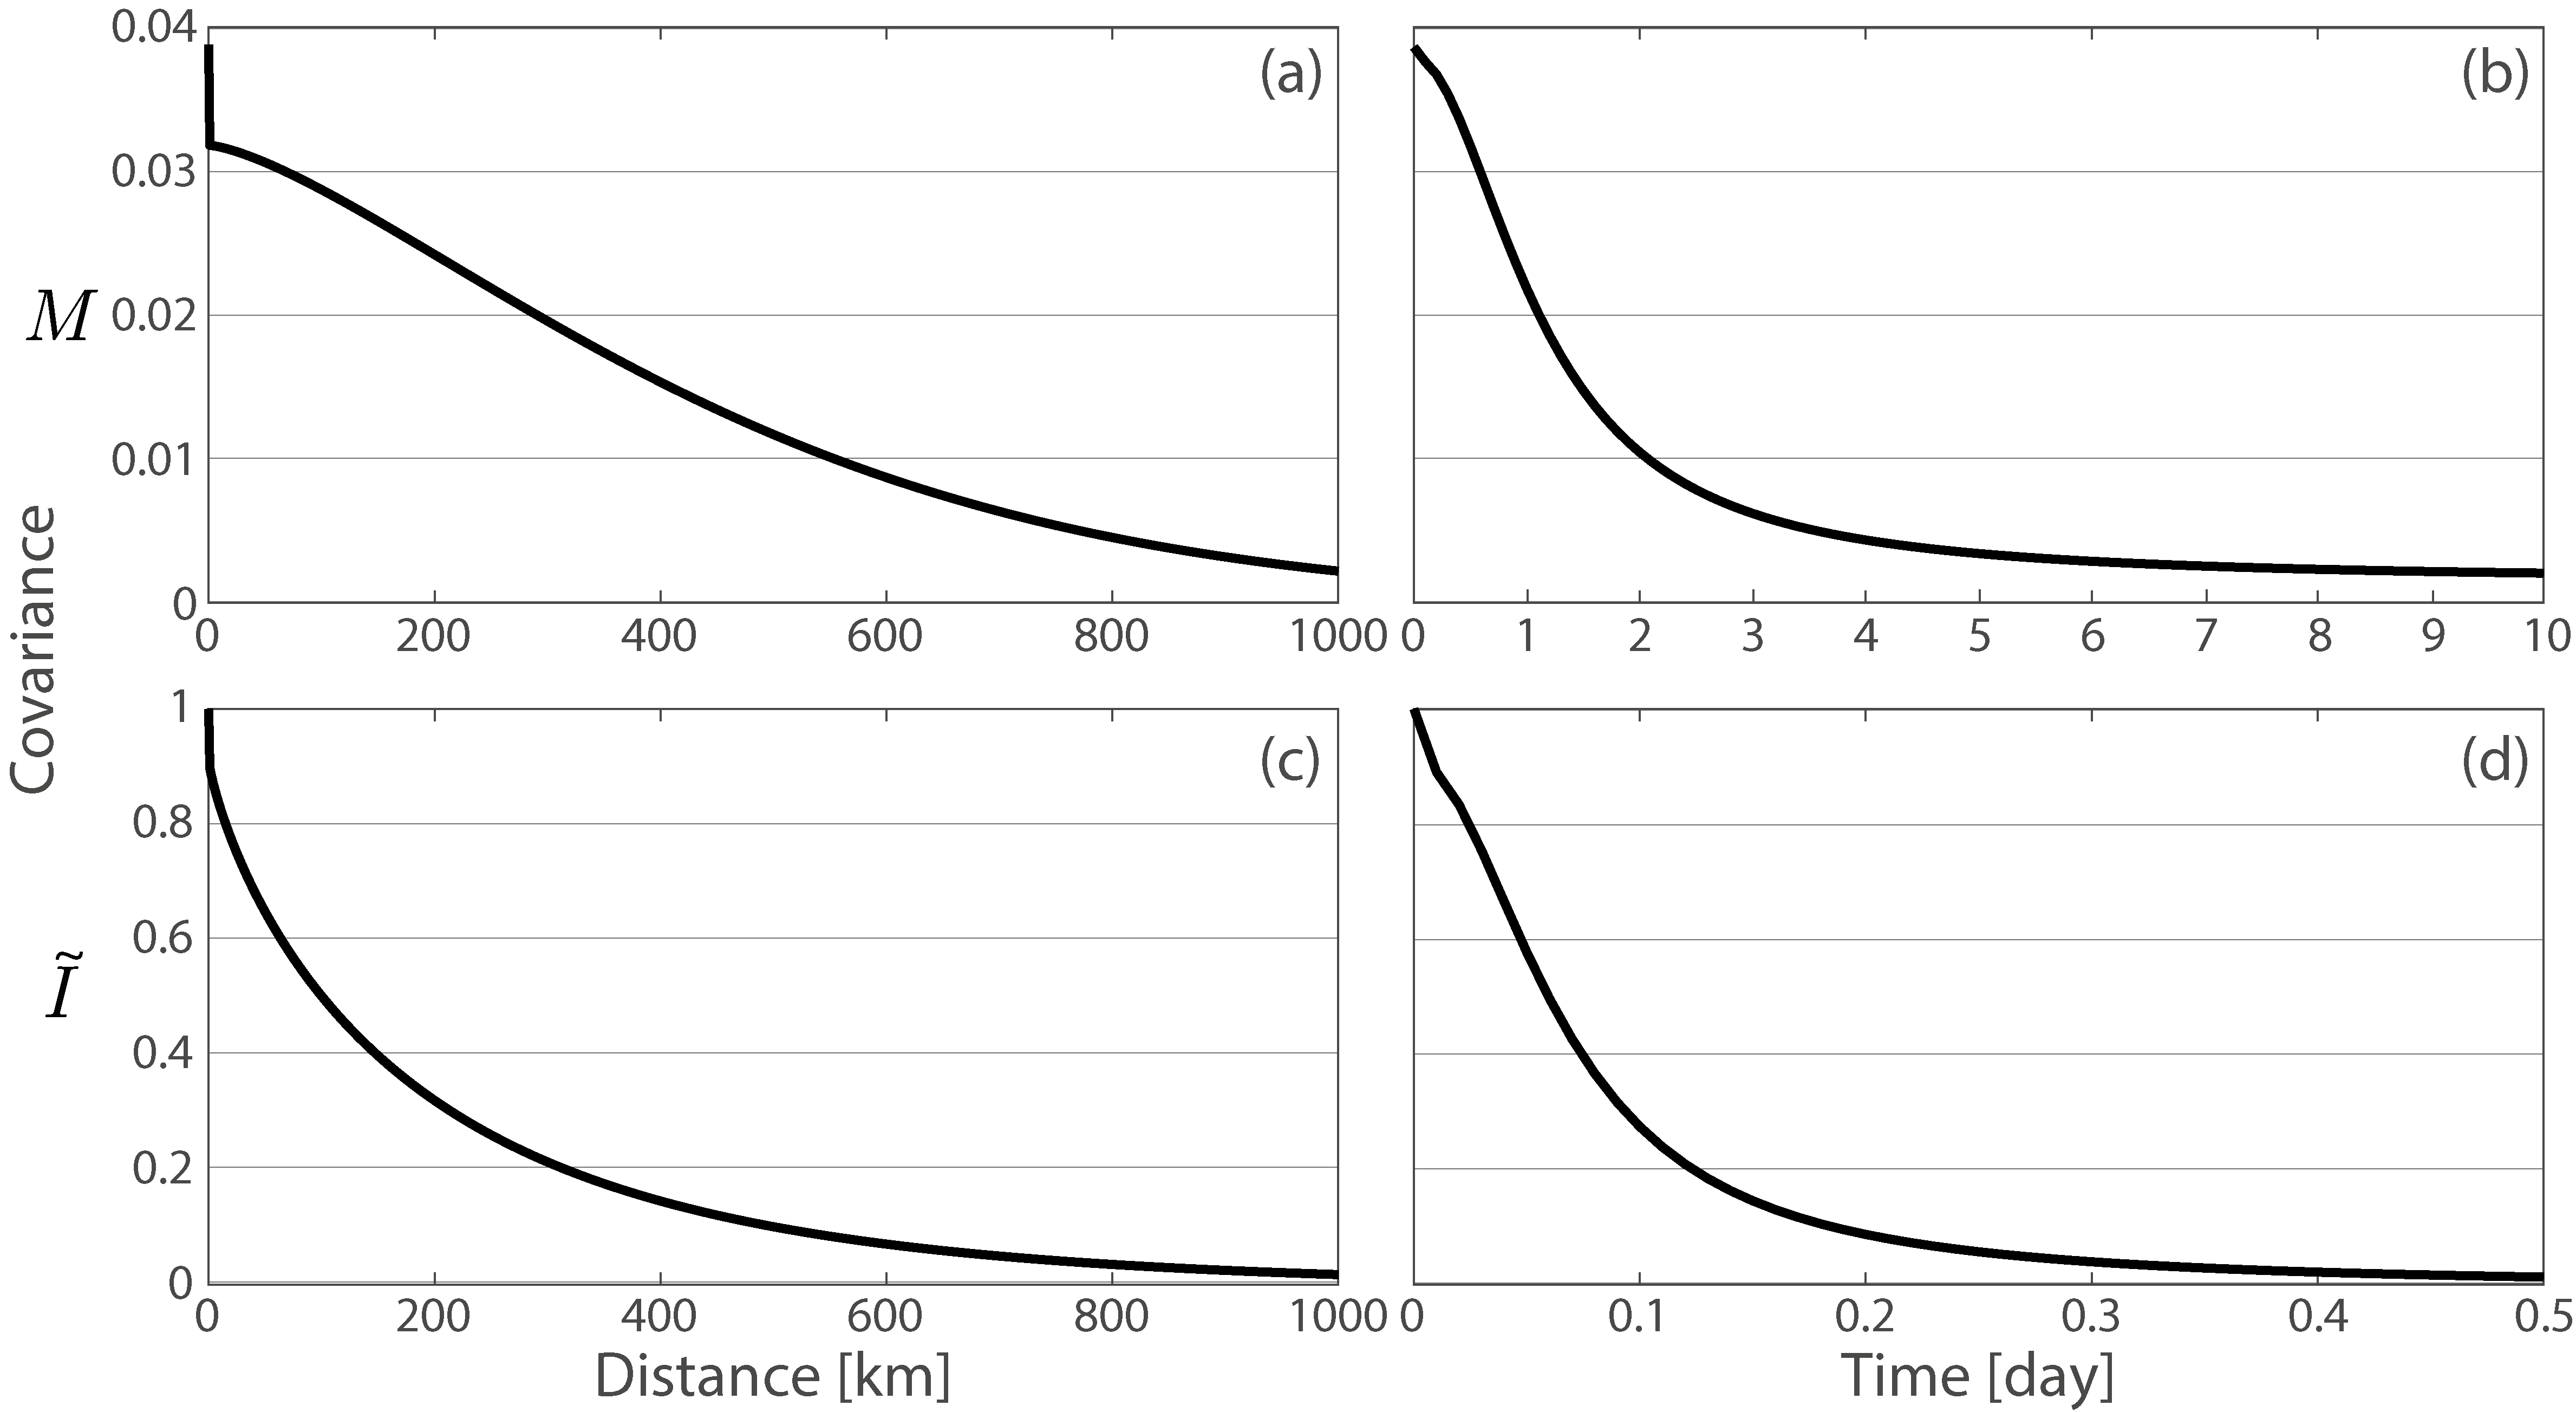 0.04
0.03
0.02
0.01
0
M
(a)
(b)
0 200 400 600 800 1000
0 1 2 3 4 5 6 7 8 9 10
Covariance
1
0.8
0.6
0.4
0.2
0
Ĩ
(c)
(d)
0 200 400 600 800 1000
0 0.1 0.2 0.3 0.4 0.5
Distance [km]
Time [day]